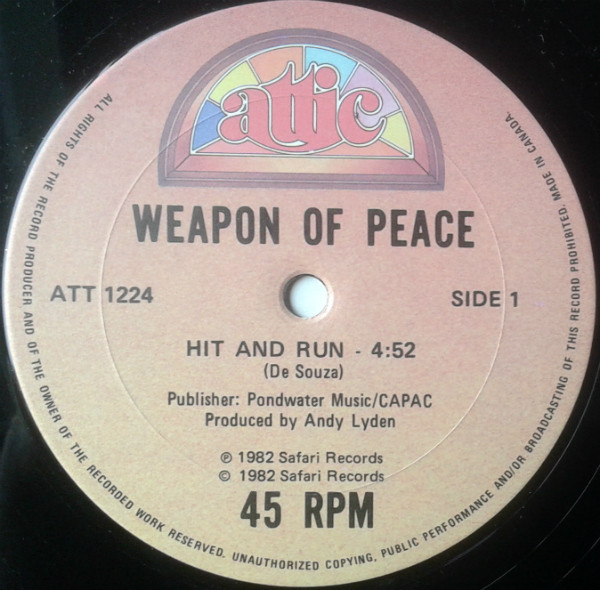 attic
WEAPON OF PEACE
ATT 1224
SIDE 1
HIT AND RUN - 4:52
(De Souza)
Publisher: Pondwater Music/CAPAC
Produced by Andy Lyden
℗ 1982 Safari Records
© 1982 Safari Records
45 RPM
ALL RIGHTS OF THE RECORD PRODUCER AND OF THE OWNER OF THE RECORDED WORK RESERVED. UNAUTHORIZED COPYING, PUBLIC PERFORMANCE AND/OR BROADCASTING OF THIS RECORD PROHIBITED. MADE IN CANADA.